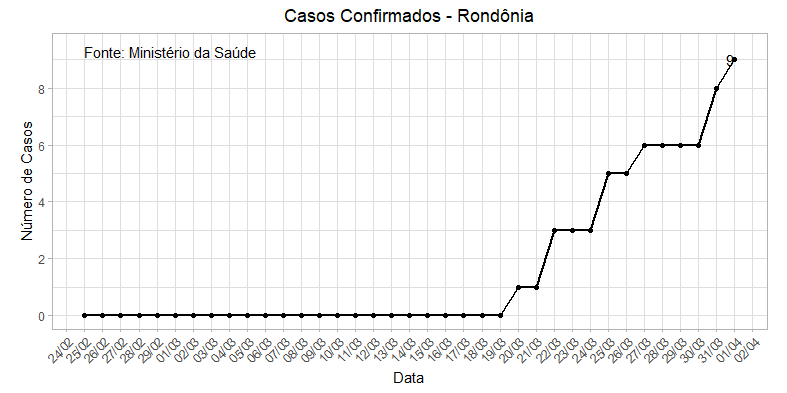 Casos Confirmados - Rondônia
Fonte: Ministério da Saúde
9
8
6
4
2
0
Número de Casos
24/02 25/02 26/02 27/02 28/02 29/02 01/03 02/03 03/03 04/03 05/03 06/03 07/03 08/03 09/03 10/03 11/03 12/03 13/03 14/03 15/03 16/03 17/03 18/03 19/03 20/03 21/03 22/03 23/03 24/03 25/03 26/03 27/03 28/03 29/03 30/03 31/03 01/04 02/04
Data